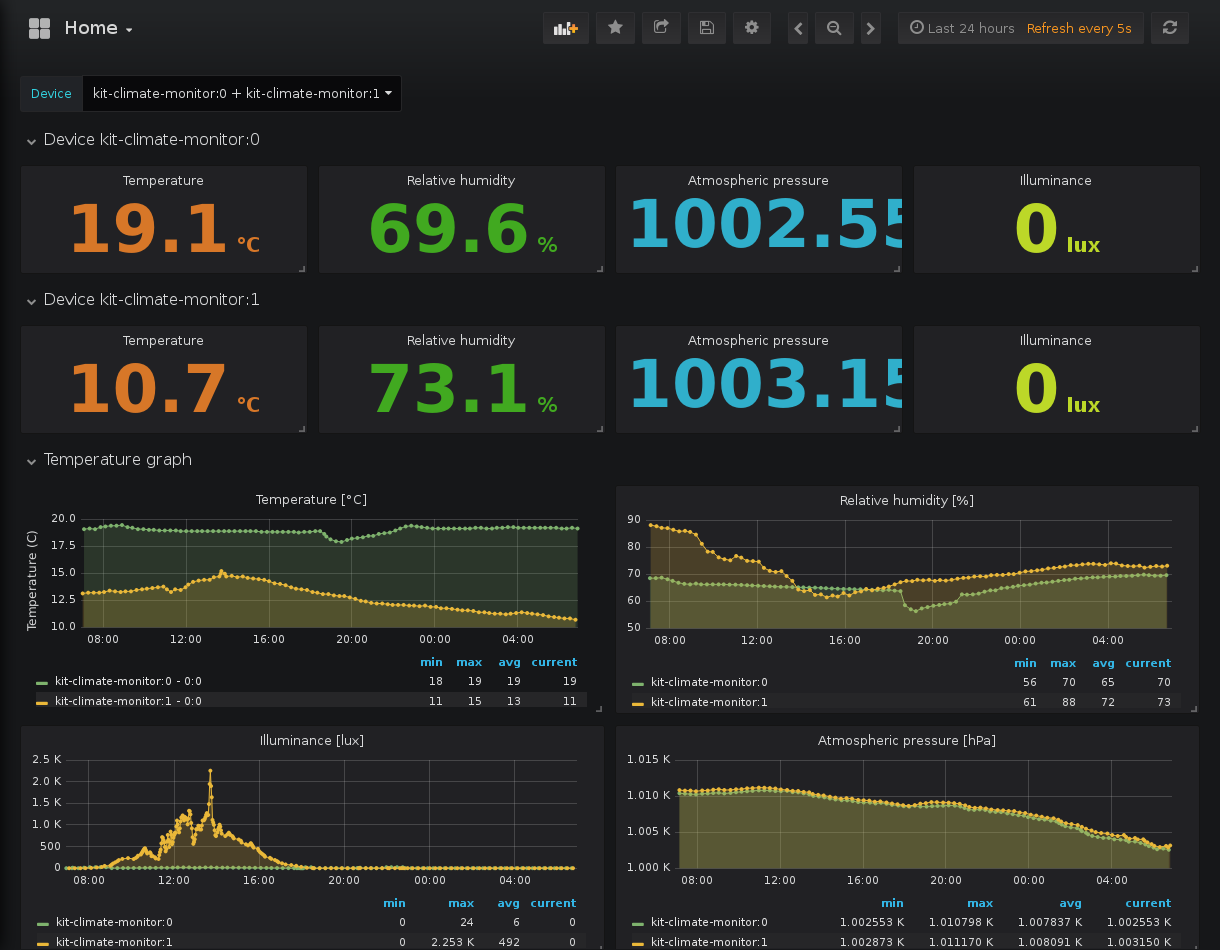 Home
Last 24 hours Refresh every 5s
Device kit-climate-monitor:0 + kit-climate-monitor:1
Device kit-climate-monitor:0
Temperature Relative humidity Atmospheric pressure Illuminance
19.1 °C 69.6 % 1002.55 0 lux
Device kit-climate-monitor:1
Temperature Relative humidity Atmospheric pressure Illuminance
10.7 °C 73.1 % 1003.15 0 lux
Temperature graph
Temperature [°C]
Temperature (C)
20.0
17.5
15.0
12.5
10.0
08:00 12:00 16:00 20:00 00:00 04:00
min max avg current
kit-climate-monitor:0 - 0:0 18 19 19 19
kit-climate-monitor:1 - 0:0 11 15 13 11
Relative humidity [%]
90
80
70
60
50
08:00 12:00 16:00 20:00 00:00 04:00
min max avg current
kit-climate-monitor:0 56 70 65 70
kit-climate-monitor:1 61 88 72 73
Illuminance [lux]
2.5 K
2.0 K
1.5 K
1.0 K
500
0
08:00 12:00 16:00 20:00 00:00 04:00
min max avg current
kit-climate-monitor:0 0 24 6 0
kit-climate-monitor:1 0 2.253 K 492 0
Atmospheric pressure [hPa]
1.015 K
1.010 K
1.005 K
1.000 K
08:00 12:00 16:00 20:00 00:00 04:00
min max avg current
kit-climate-monitor:0 1.002553 K 1.010798 K 1.007837 K 1.002553 K
kit-climate-monitor:1 1.002873 K 1.011170 K 1.008091 K 1.003150 K